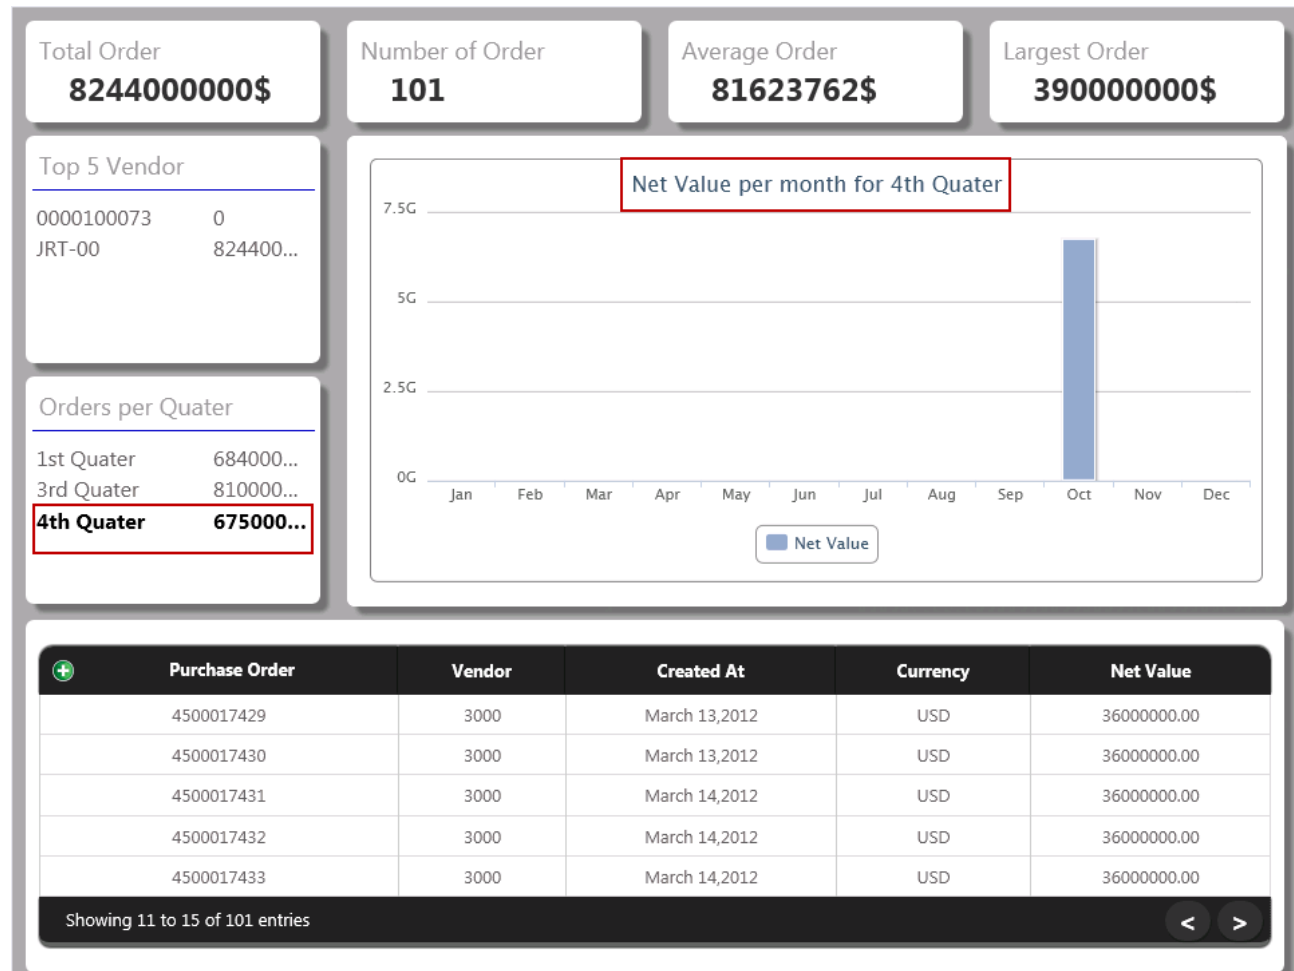 Total Order
8244000000$
Number of Order
101
Average Order
81623762$
Largest Order
390000000$
Top 5 Vendor
0000100073 0
JRT-00 824400...
Orders per Quater
1st Quater 684000...
3rd Quater 810000...
4th Quater 675000...
Net Value per month for 4th Quater
7.5G
5G
2.5G
0G
Jan Feb Mar Apr May Jun Jul Aug Sep Oct Nov Dec
Net Value
Purchase Order Vendor Created At Currency Net Value
4500017429 3000 March 13,2012 USD 36000000.00
4500017430 3000 March 13,2012 USD 36000000.00
4500017431 3000 March 14,2012 USD 36000000.00
4500017432 3000 March 14,2012 USD 36000000.00
4500017433 3000 March 14,2012 USD 36000000.00
Showing 11 to 15 of 101 entries < >